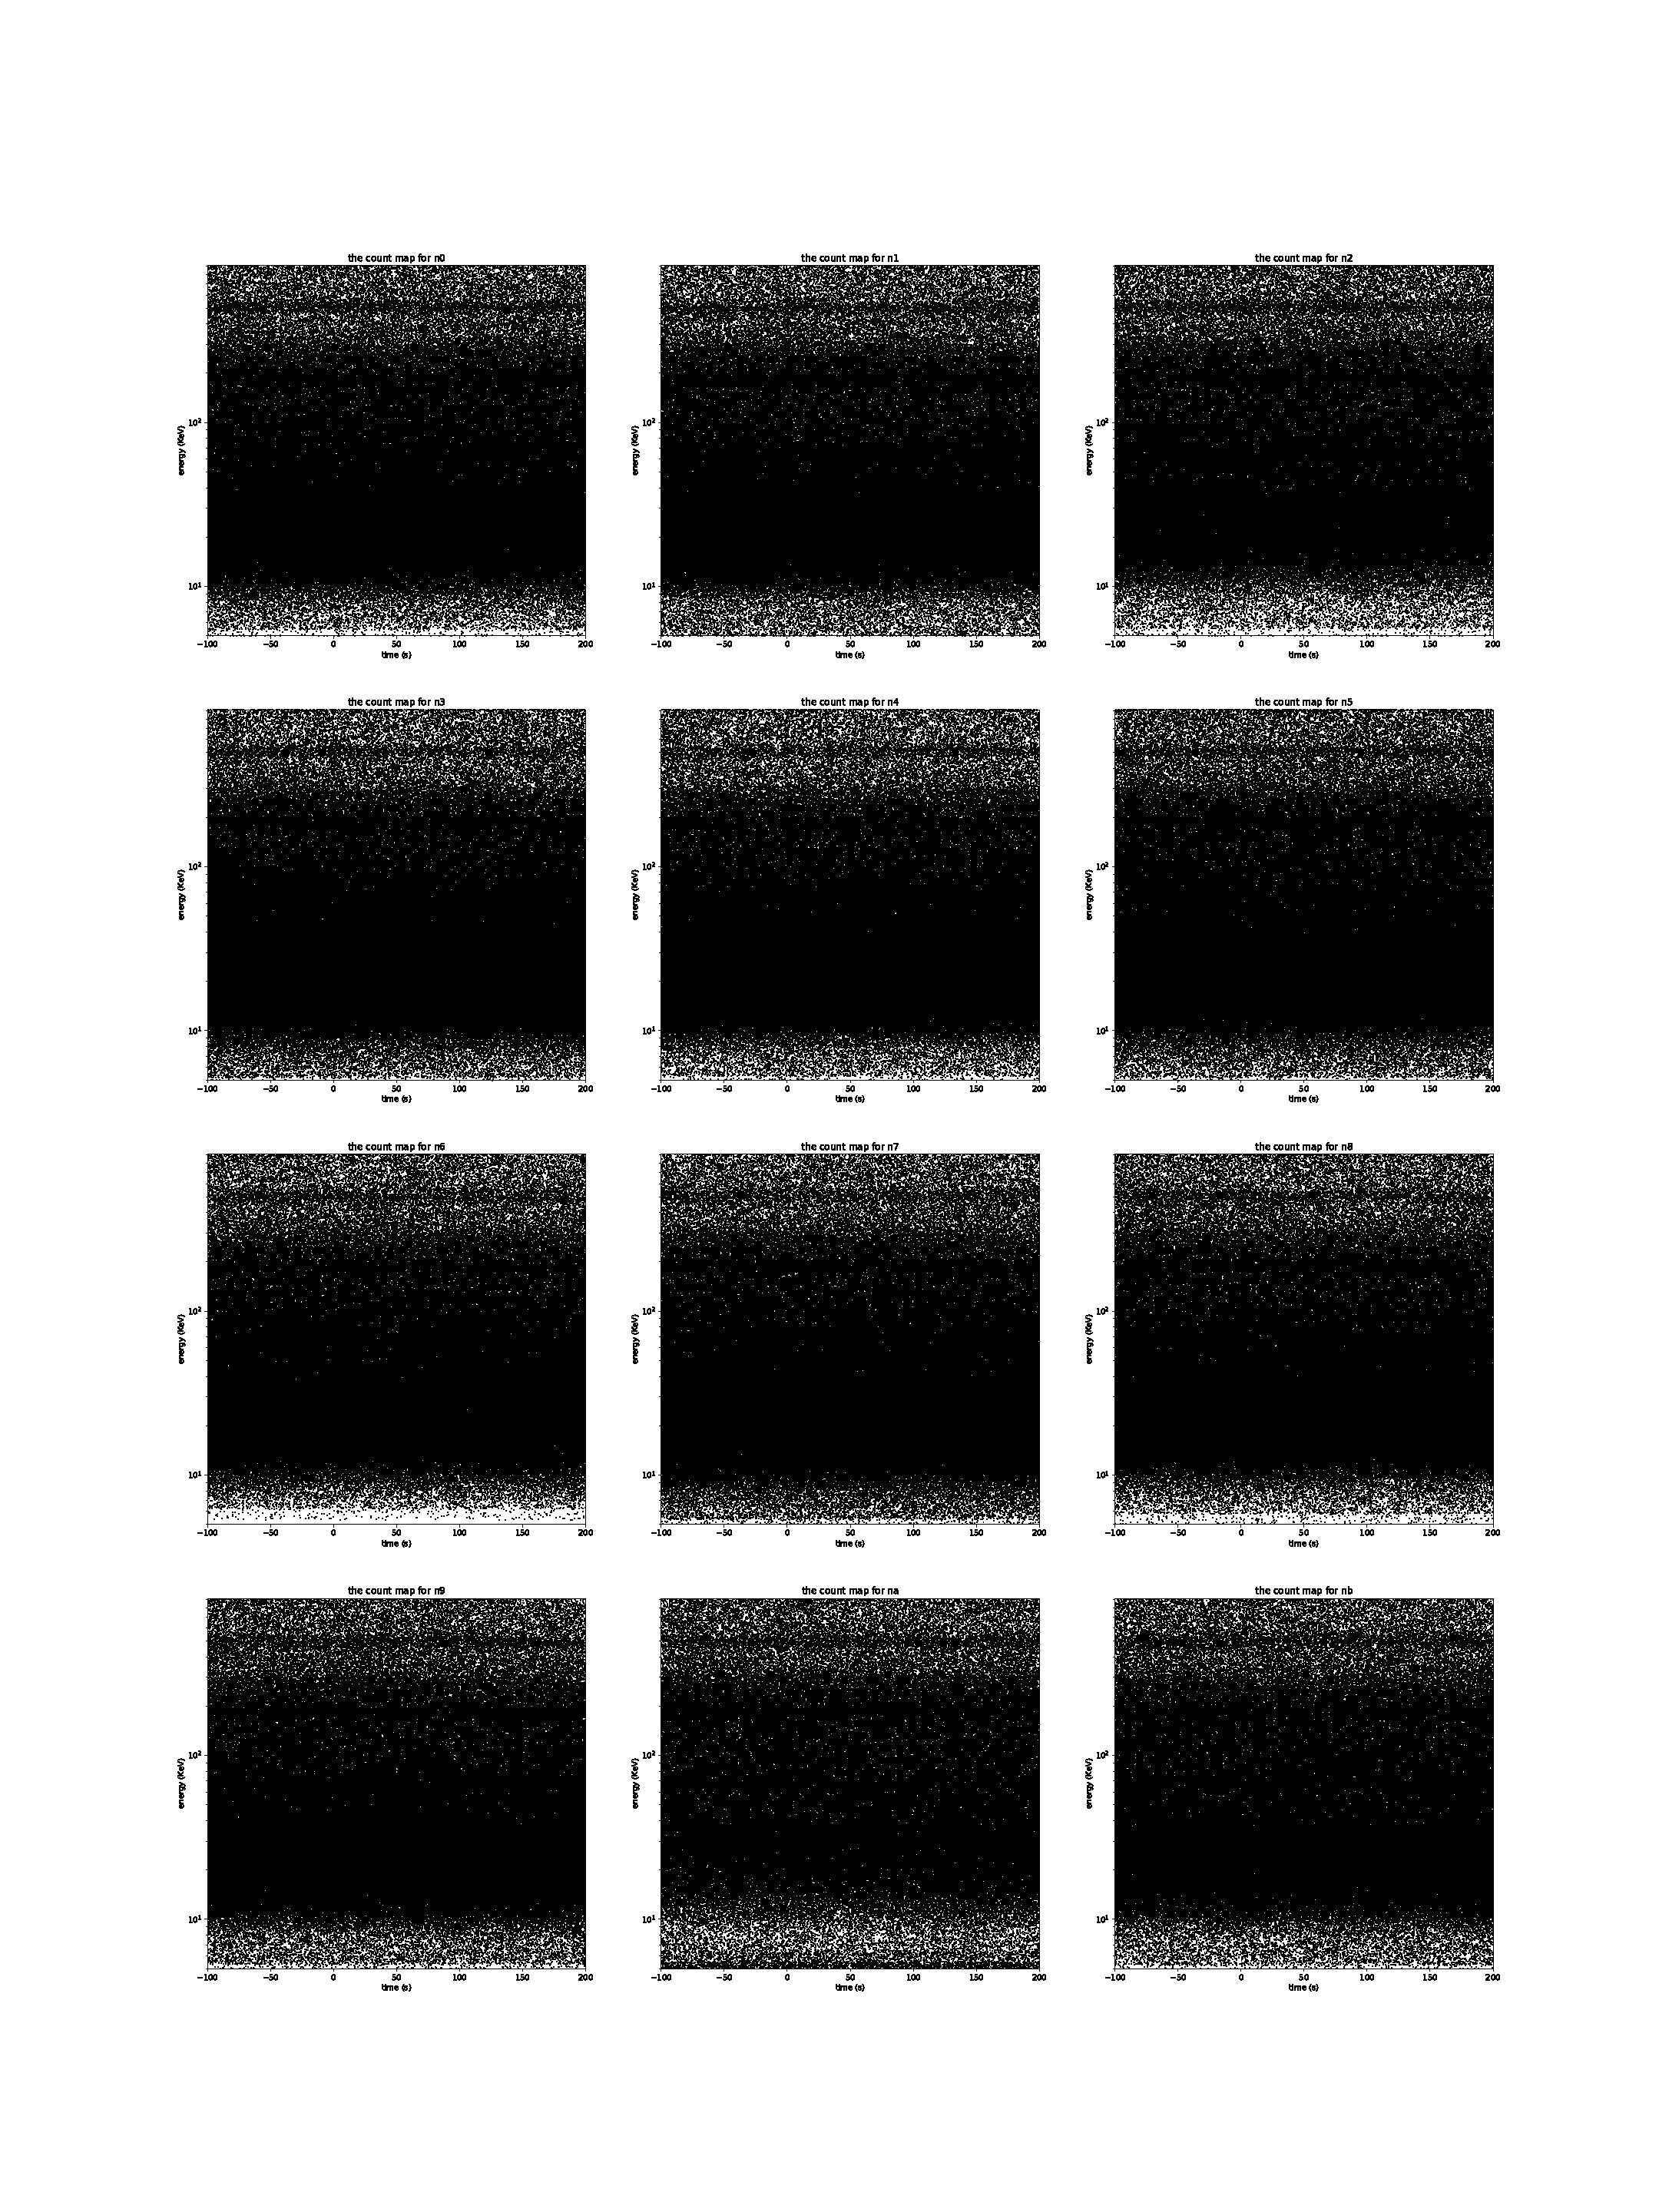 the count map for n0
the count map for n1
the count map for n2
energy (KeV)
10²
10¹
−100 −50 0 50 100 150 200
time (s)
energy (KeV)
10²
10¹
−100 −50 0 50 100 150 200
time (s)
energy (KeV)
10²
10¹
−100 −50 0 50 100 150 200
time (s)
the count map for n3
the count map for n4
the count map for n5
energy (KeV)
10²
10¹
−100 −50 0 50 100 150 200
time (s)
energy (KeV)
10²
10¹
−100 −50 0 50 100 150 200
time (s)
energy (KeV)
10²
10¹
−100 −50 0 50 100 150 200
time (s)
the count map for n6
the count map for n7
the count map for n8
energy (KeV)
10²
10¹
−100 −50 0 50 100 150 200
time (s)
energy (KeV)
10²
10¹
−100 −50 0 50 100 150 200
time (s)
energy (KeV)
10²
10¹
−100 −50 0 50 100 150 200
time (s)
the count map for n9
the count map for na
the count map for nb
energy (KeV)
10²
10¹
−100 −50 0 50 100 150 200
time (s)
energy (KeV)
10²
10¹
−100 −50 0 50 100 150 200
time (s)
energy (KeV)
10²
10¹
−100 −50 0 50 100 150 200
time (s)